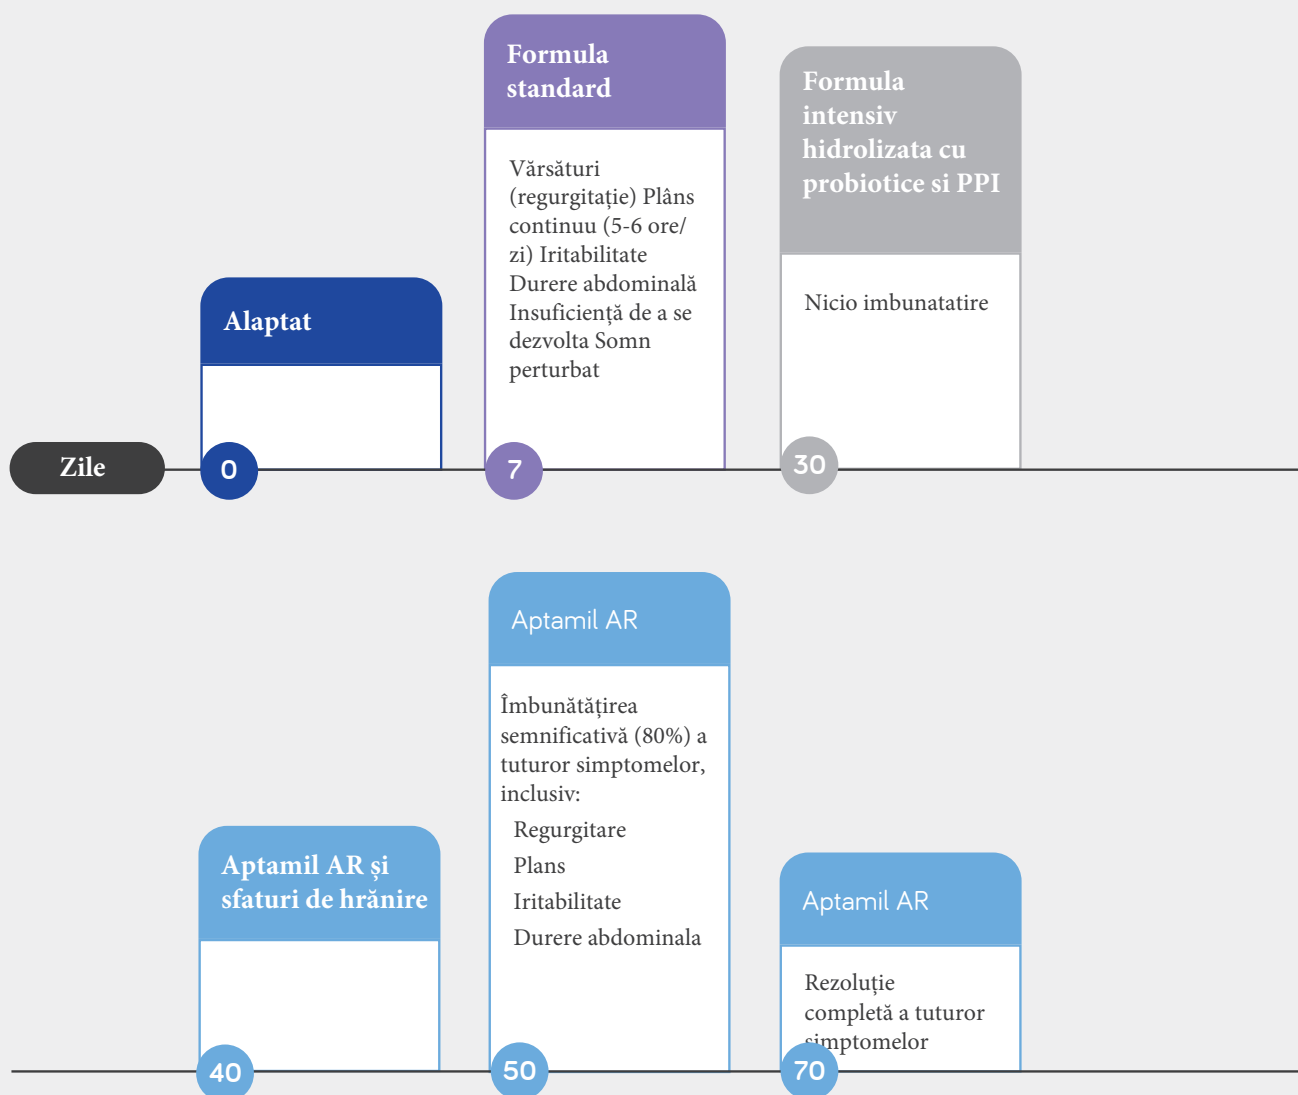 Formula
standard
Vărsături
(regurgitație) Plâns
continuu (5-6 ore/
zi) Iritabilitate
Durere abdominală
Insuficiență de a se
dezvolta Somn
perturbat
Formula
intensiv
hidrolizata cu
probiotice si PPI
Nicio imbunatatire
Alaptat
Zile
0
7
30
Aptamil AR și
sfaturi de hrănire
Aptamil AR
Îmbunătățirea
semnificativă (80%) a
tuturor simptomelor,
inclusiv:
Regurgitare
Plans
Iritabilitate
Durere abdominala
Aptamil AR
Rezoluție
completă a tuturor
simptomelor
40
50
70